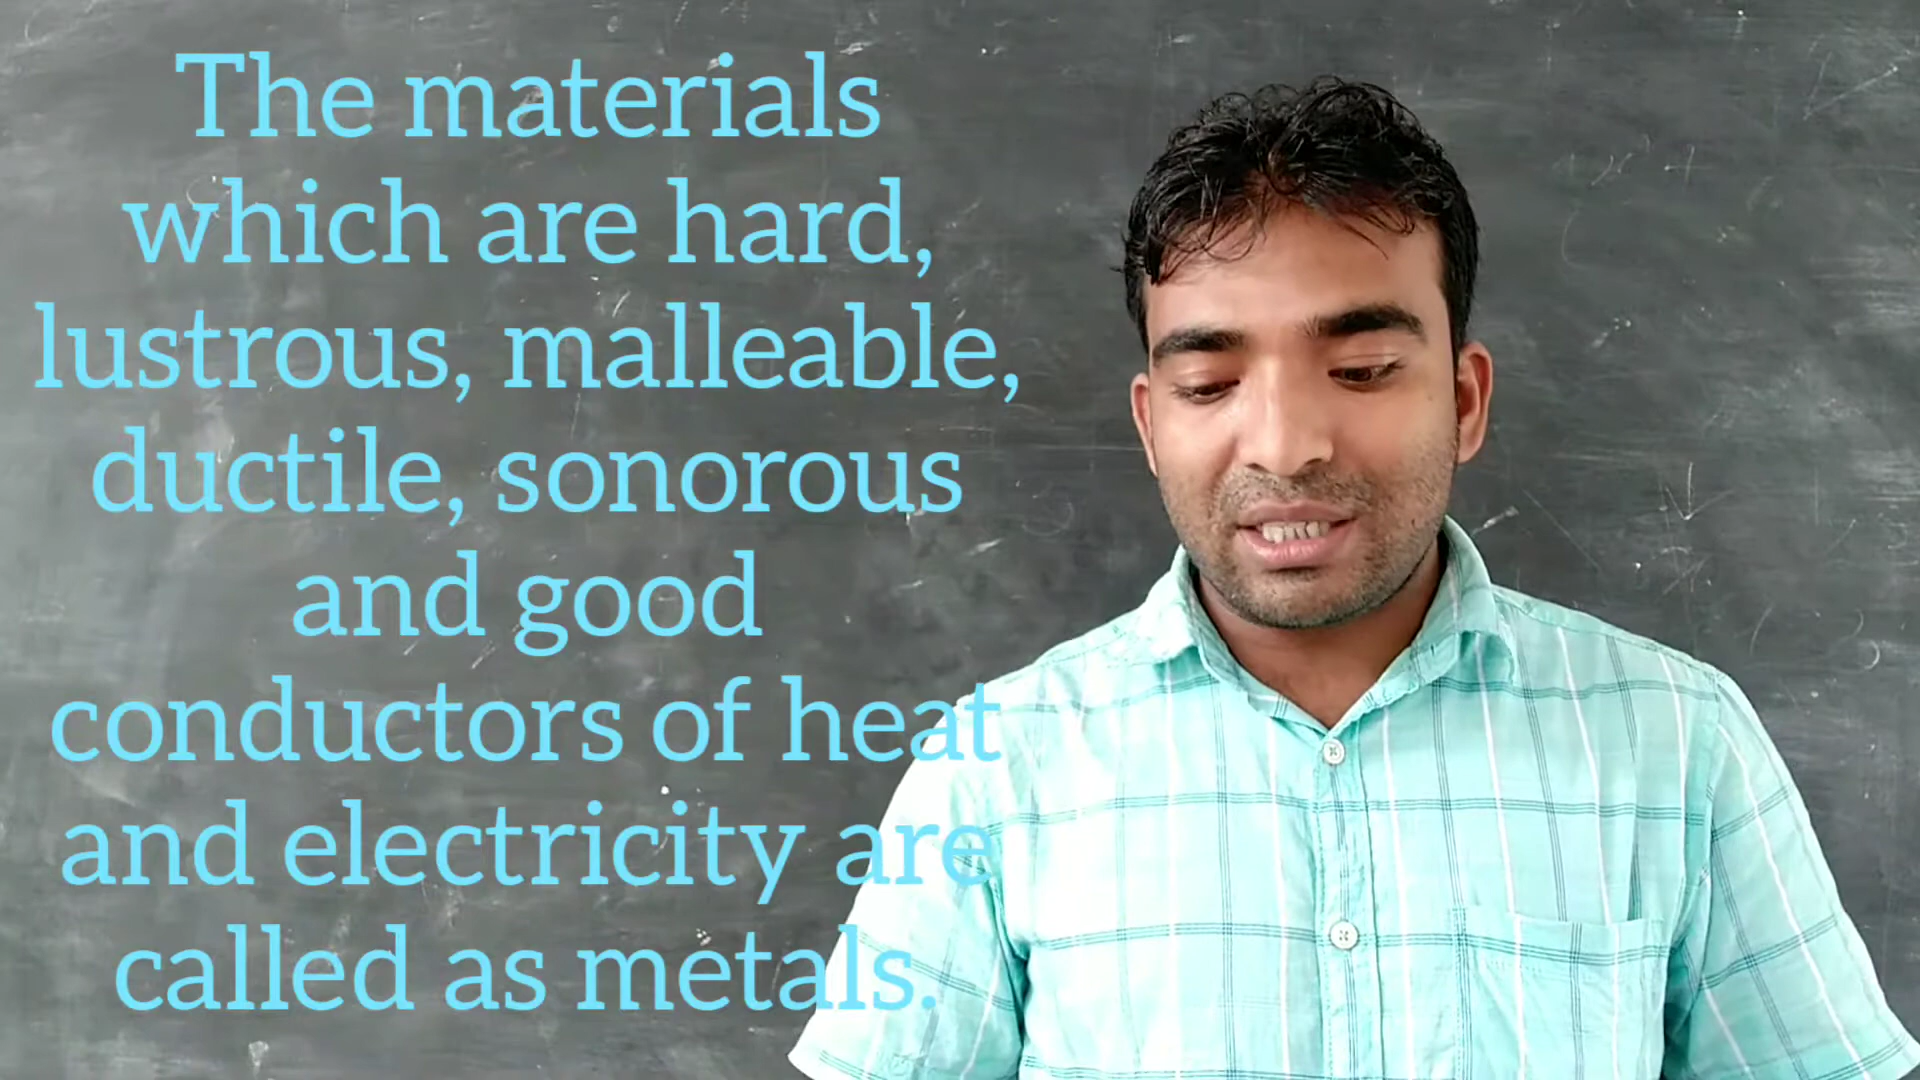 The materials
which are hard,
lustrous, malleable,
ductile, sonorous
and good
conductors of heat
and electricity are
called as metals.